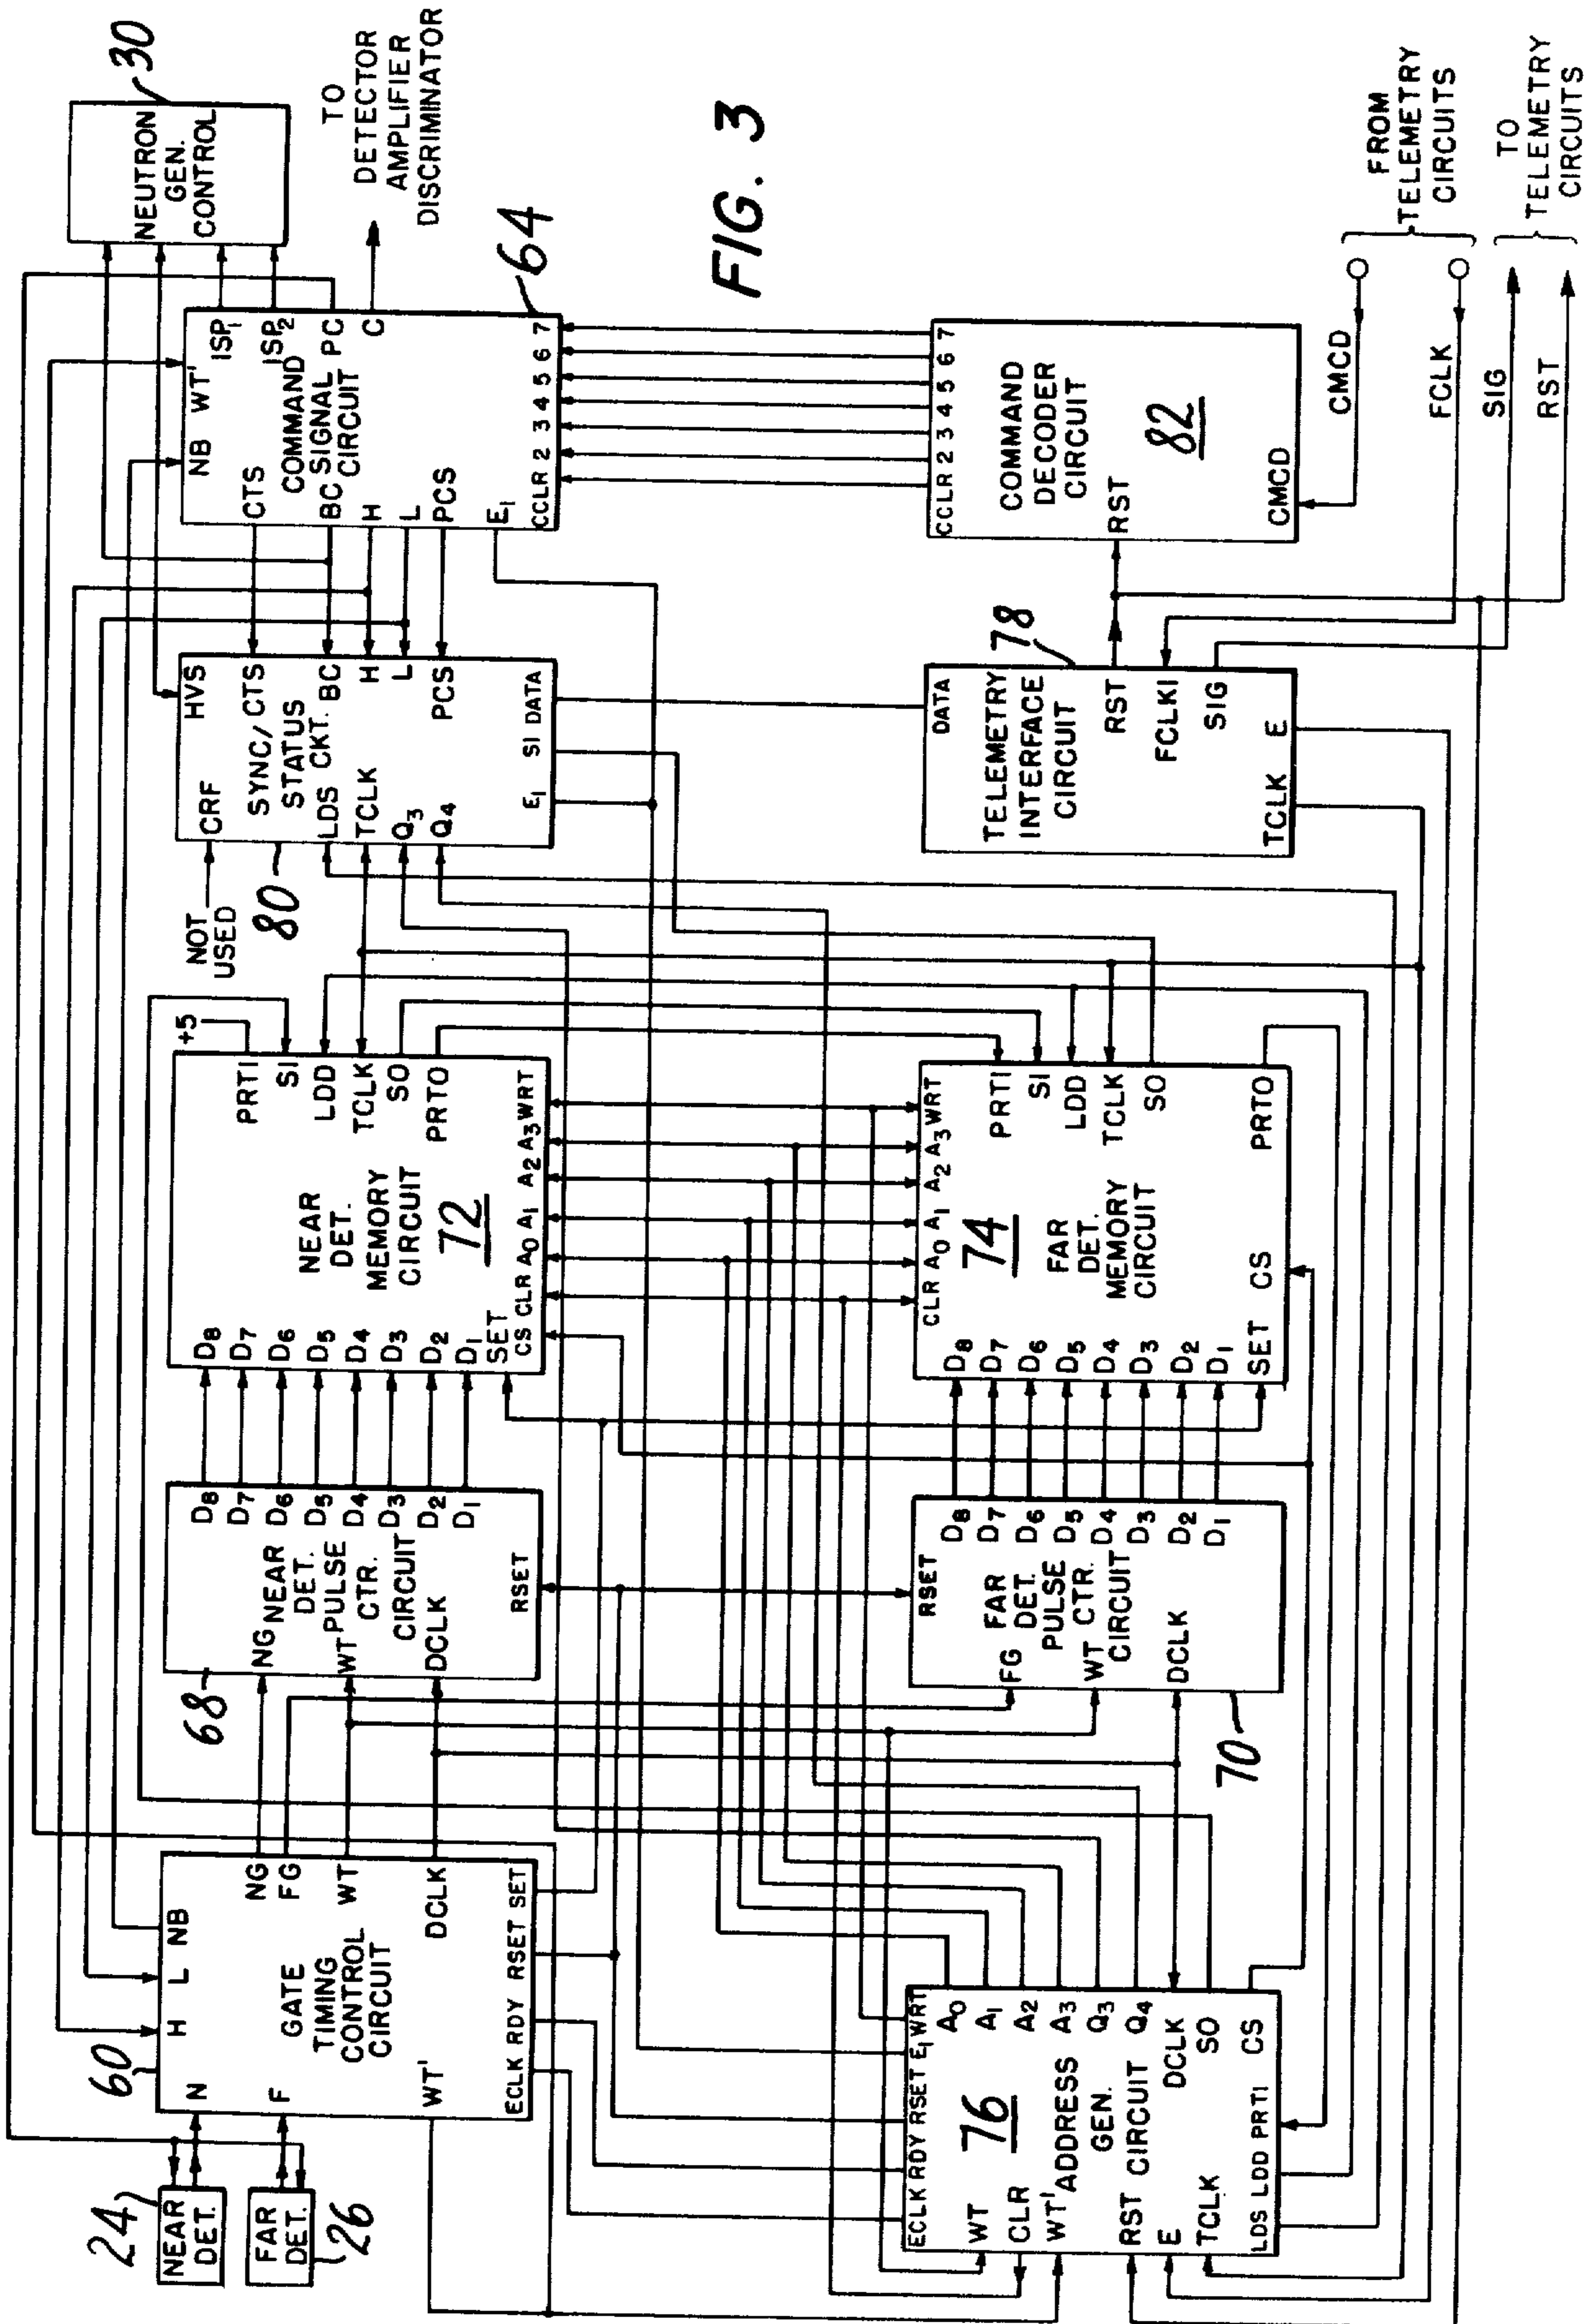 FIG. 3
24
NEAR
DET.
FAR
DET.
26
60
H L NB
N
F
GATE
TIMING
CONTROL
CIRCUIT
NG
FG
WT
DCLK
WT'
ECLK RDY RSET SET
68
NG
NEAR
DET.
PULSE
CTR.
CIRCUIT
WT
DCLK
RSET
D8
D7
D6
D5
D4
D3
D2
D1
D8
D7
D6
D5
D4
D3
D2
D1
SET
CS CLR A0 A1 A2 A3 WRT
NEAR
DET.
MEMORY
CIRCUIT
72
+5
PRTI
SI
LDD
TCLK
SO
PRTO
NOT
USED
80
CRF
HVS
SYNC/
STATUS
CKT.
LDS
TCLK
Q3
Q4
CTS
BC
H
L
PCS
E1 SI DATA
NB WT'
CTS
BC
H
L
PCS
E1
COMMAND
SIGNAL
CIRCUIT
ISP1
ISP2
PC
C
CCLR 2 3 4 5 6 7
64
NEUTRON
GEN.
CONTROL
30
TO
DETECTOR
AMPLIFIER
DISCRIMINATOR
ECLK RDY RSET E1 WRT
76
ADDRESS
GEN.
CIRCUIT
WT
CLR
WT'
RST
E
TCLK
A0
A1
A2
A3
Q3
Q4
DCLK
SO
CS
LDS LDD PRTI
70
RSET
FG
FAR
DET.
PULSE
CTR.
CIRCUIT
WT
DCLK
D8
D7
D6
D5
D4
D3
D2
D1
CLR A0 A1 A2 A3 WRT
D8
D7
D6
D5
D4
D3
D2
D1
SET CS
74
FAR
DET.
MEMORY
CIRCUIT
PRTI
SI
LDD
TCLK
SO
PRTO
DATA
78
TELEMETRY
INTERFACE
CIRCUIT
RST
FCLKI
SIG
TCLK E
CCLR 2 3 4 5 6 7
COMMAND
DECODER
CIRCUIT
82
RST
CMCD
CMCD
FCLK
SIG
RST
FROM
TELEMETRY
CIRCUITS
TO
TELEMETRY
CIRCUITS